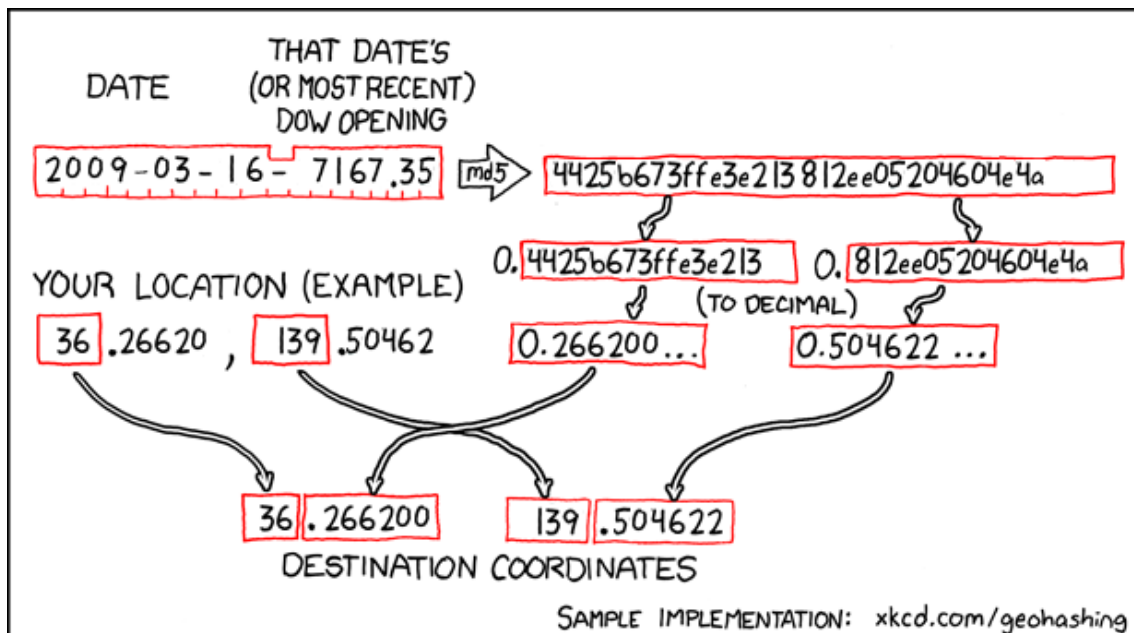 DATE
THAT DATE'S
(OR MOST RECENT)
DOW OPENING
2009-03-16- 7167.35
md5
4425b673ffe3e213812ee05204604e4a
0.4425b673ffe3e213
0.812ee05204604e4a
(TO DECIMAL)
YOUR LOCATION (EXAMPLE)
36.26620, 139.50462
0.266200...
0.504622...
36.266200
139.504622
DESTINATION COORDINATES
SAMPLE IMPLEMENTATION: xkcd.com/geohashing